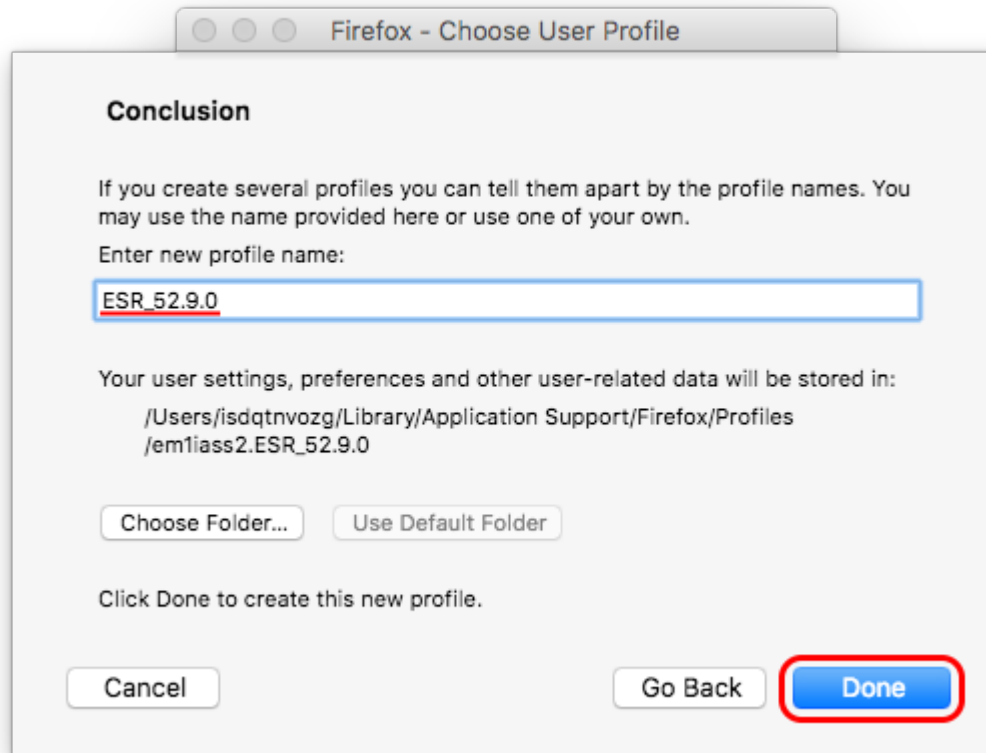 Firefox - Choose User Profile
Conclusion
If you create several profiles you can tell them apart by the profile names. You
may use the name provided here or use one of your own.
Enter new profile name:
ESR_52.9.0
Your user settings, preferences and other user-related data will be stored in:
/Users/isdqtnvozg/Library/Application Support/Firefox/Profiles
/em1iass2.ESR_52.9.0
Choose Folder... Use Default Folder
Click Done to create this new profile.
Cancel Go Back Done